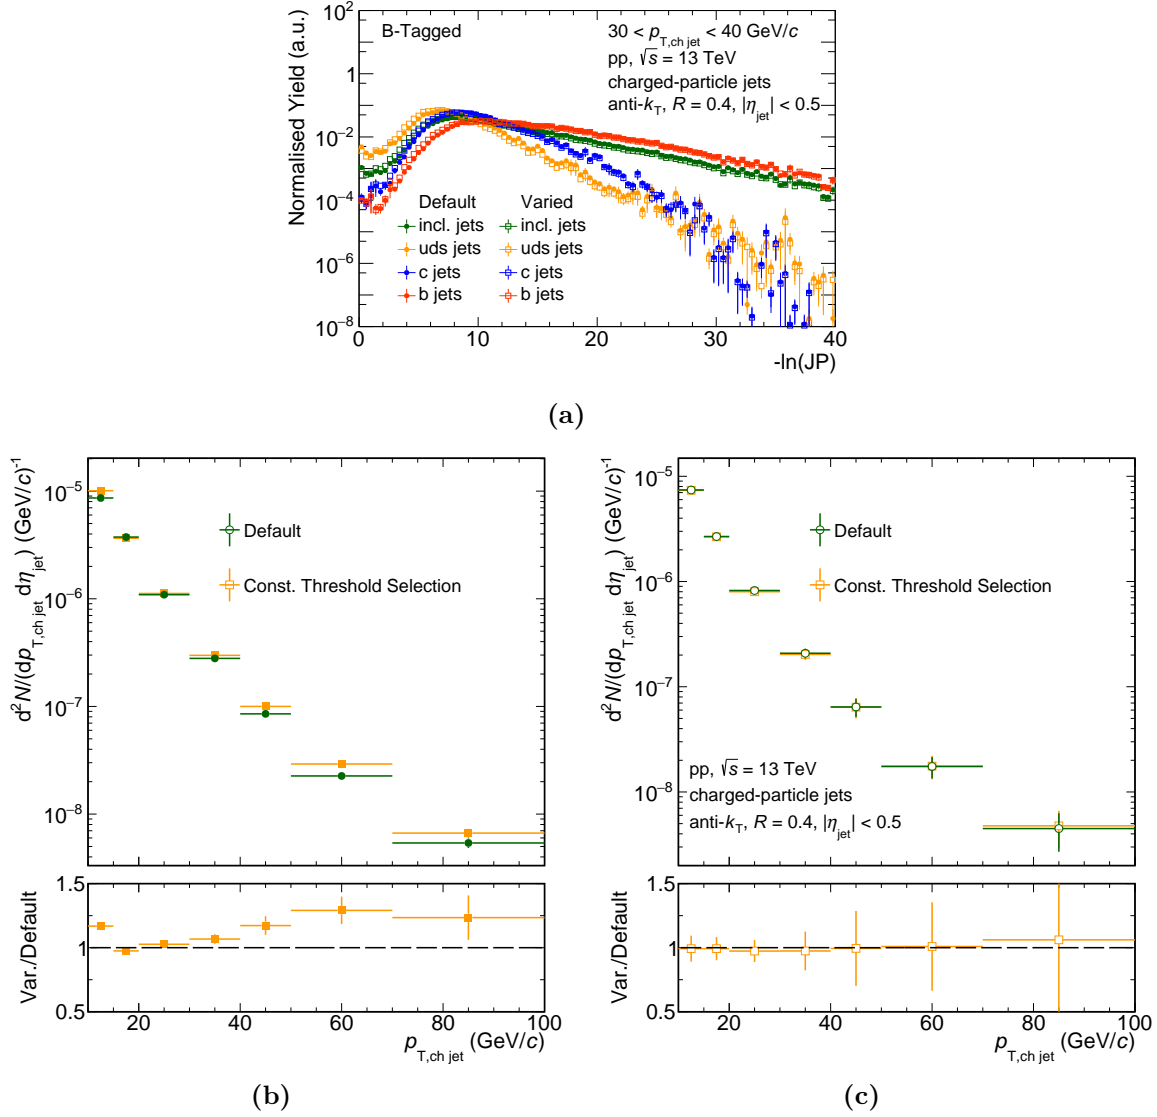 Normalised Yield (a.u.)
10²
1
10⁻²
10⁻⁴
10⁻⁶
10⁻⁸
B-Tagged
30 < p_T,ch jet < 40 GeV/c
pp, √s = 13 TeV
charged-particle jets
anti-k_T, R = 0.4, |η_jet| < 0.5
Default Varied
incl. jets incl. jets
uds jets uds jets
c jets c jets
b jets b jets
0 10 20 30 40
-ln(JP)
(a)
d²N/(dp_T,ch jet dη_jet) (GeV/c)⁻¹
10⁻⁵
10⁻⁶
10⁻⁷
10⁻⁸
Default
Const. Threshold Selection
Var./Default
1.5
1
0.5
20 40 60 80 100
p_T,ch jet (GeV/c)
(b)
d²N/(dp_T,ch jet dη_jet) (GeV/c)⁻¹
10⁻⁵
10⁻⁶
10⁻⁷
10⁻⁸
Default
Const. Threshold Selection
pp, √s = 13 TeV
charged-particle jets
anti-k_T, R = 0.4, |η_jet| < 0.5
Var./Default
1.5
1
0.5
20 40 60 80 100
p_T,ch jet (GeV/c)
(c)